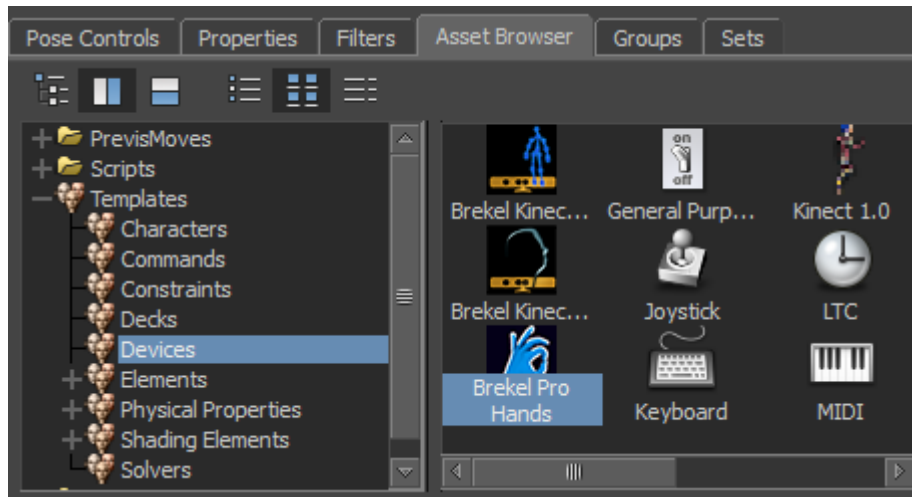 Pose Controls
Properties
Filters
Asset Browser
Groups
Sets
PrevisMoves
Scripts
Templates
Characters
Commands
Constraints
Decks
Devices
Elements
Physical Properties
Shading Elements
Solvers
on
off
Brekel Kinec...
General Purp...
Kinect 1.0
Brekel Kinec...
Joystick
LTC
Brekel Pro
Hands
Keyboard
MIDI